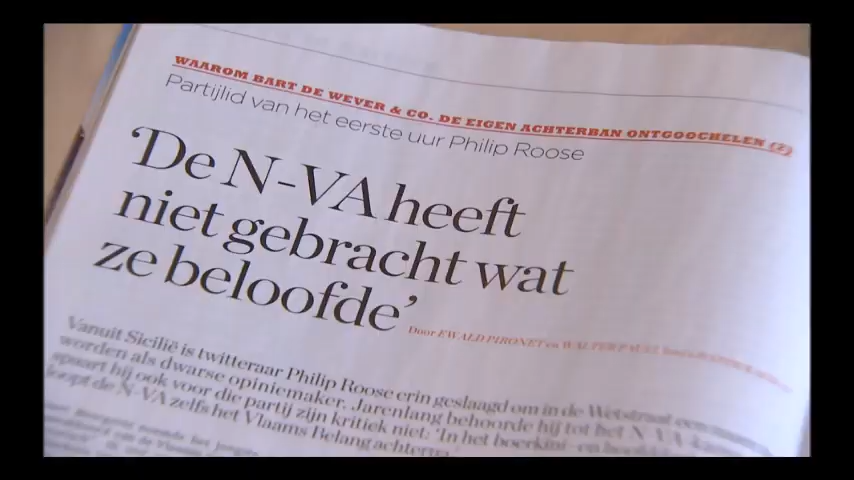 WAAROM BART DE WEVER & CO. DE EIGEN ACHTERBAN ONTGOOCHELEN (2)
Partijlid van het eerste uur Philip Roose
‘De N-VA heeft
niet gebracht wat
ze beloofde’
Door EWALD PIRONET en WALTER PAULI
Vanuit Sicilië is twitteraar Philip Roose erin geslaagd om in de Wetstraat een
worden als dwarse opiniemaker. Jarenlang behoorde hij tot het N-VA-
spaart hij ook voor die partij zijn kritiek niet: ‘In het boerkini- en
loopt de N-VA zelfs het Vlaams Belang achterna